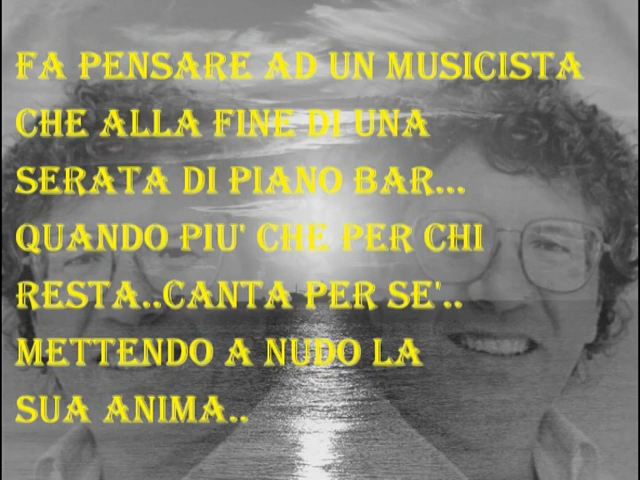 FA PENSARE AD UN MUSICISTA
CHE ALLA FINE DI UNA
SERATA DI PIANO BAR...
QUANDO PIU' CHE PER CHI
RESTA..CANTA PER SE'..
METTENDO A NUDO LA
SUA ANIMA..